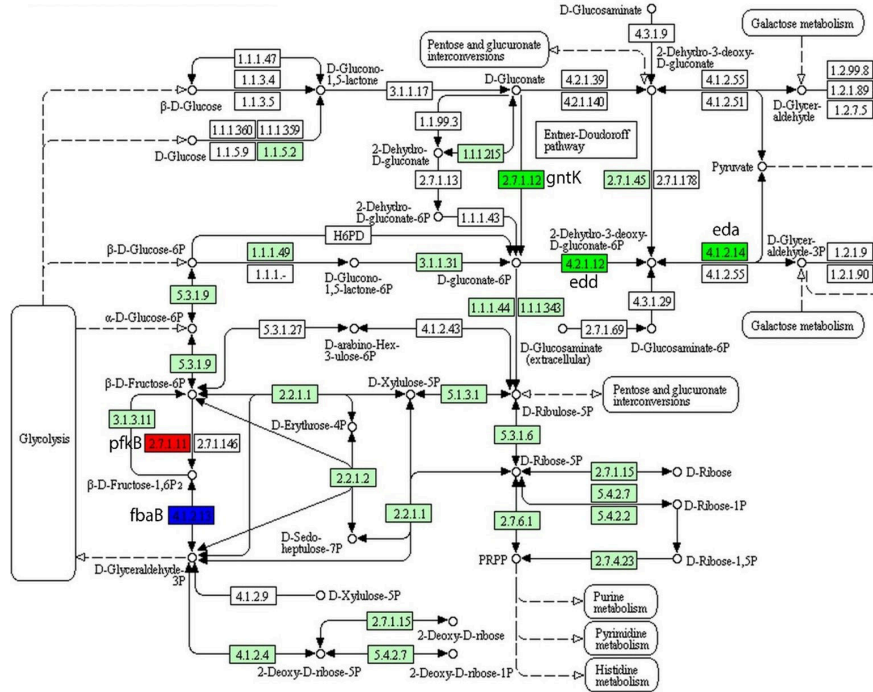 D-Glucosamine
4.3.1.9
Pentose and glucuronate
interconversions
2-Dehydro-3-deoxy-
D-gluconate
Galactose metabolism
1.1.1.47
1.1.3.4
1.1.3.5
β-D-Glucose
D-Glucono-
1,5-lactone
3.1.1.17
D-Gluconate
4.2.1.39
4.2.1.140
4.1.2.55
4.1.2.51
D-Glycer-
aldehyde
1.2.99.8
1.2.1.89
1.2.7.5
1.1.1.360
1.1.1.359
1.1.5.9
1.1.5.2
D-Glucose
1.1.99.3
2-Dehydro-
D-gluconate
1.1.1.215
Entner-Doudoroff
pathway
Pyruvate
2.7.1.13
2.7.1.12
gntK
2.7.1.45
2.7.1.178
2-Dehydro-
D-gluconate-6P
1.1.1.43
H6PD
β-D-Glucose-6P
1.1.1.49
1.1.1.-
D-Glucono-
1,5-lactone-6P
3.1.1.31
D-gluconate-6P
2-Dehydro-3-deoxy-
D-gluconate-6P
4.2.1.12
edd
eda
4.1.2.14
4.1.2.55
D-Glycer-
aldehyde-3P
1.2.1.9
1.2.1.90
5.3.1.9
α-D-Glucose-6P
1.1.1.44
1.1.1.343
4.3.1.29
2.7.1.69
D-Glucosamine
(extracellular)
D-Glucosamine-6P
Galactose metabolism
5.3.1.27
D-arabino-Hex-
3-ulose-6P
4.1.2.43
5.3.1.9
β-D-Fructose-6P
2.2.1.1
D-Xylulose-5P
5.1.3.1
D-Ribulose-5P
Pentose and glucuronate
interconversions
Glycolysis
3.1.3.11
pfkB
2.7.1.11
2.7.1.146
D-Erythrose-4P
5.3.1.6
D-Ribose-5P
2.2.1.2
β-D-Fructose-1,6P2
2.7.1.15
D-Ribose
fbaB
4.1.2.13
2.2.1.1
2.7.6.1
5.4.2.7
5.4.2.2
D-Ribose-1P
D-Sedo-
heptulose-7P
D-Glyceraldehyde-
3P
PRPP
2.7.4.23
D-Ribose-1,5P
4.1.2.9
D-Xylulose-5P
Purine
metabolism
2.7.1.15
2-Deoxy-D-ribose
Pyrimidine
metabolism
4.1.2.4
2-Deoxy-D-ribose-5P
5.4.2.7
2-Deoxy-D-ribose-1P
Histidine
metabolism